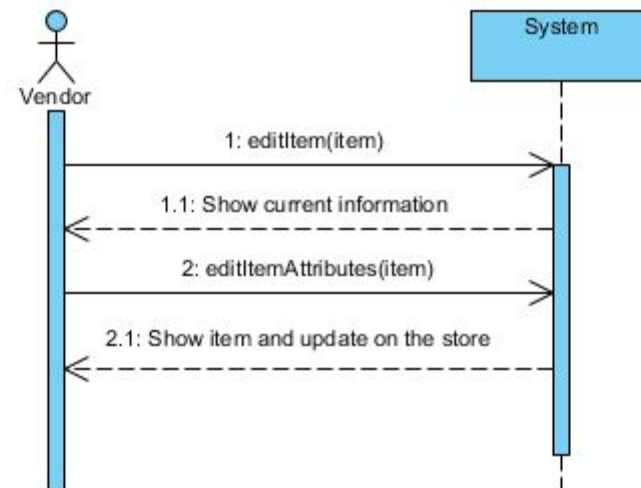 System
Vendor
1: editItem(item)
1.1: Show current information
2: editItemAttributes(item)
2.1: Show item and update on the store